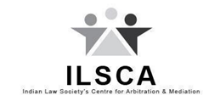 ILSCA
Indian Law Society's Centre for Arbitration & Mediation